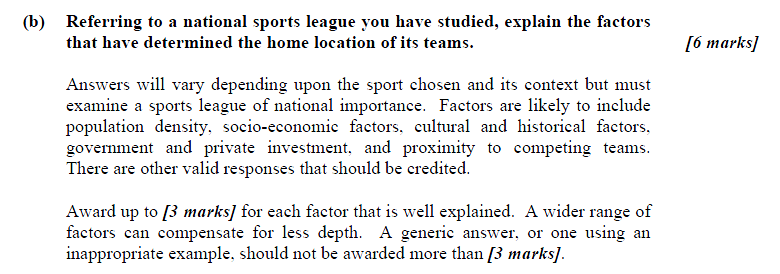 (b) Referring to a national sports league you have studied, explain the factors
that have determined the home location of its teams. [6 marks]
Answers will vary depending upon the sport chosen and its context but must
examine a sports league of national importance. Factors are likely to include
population density, socio-economic factors, cultural and historical factors,
government and private investment, and proximity to competing teams.
There are other valid responses that should be credited.
Award up to [3 marks] for each factor that is well explained. A wider range of
factors can compensate for less depth. A generic answer, or one using an
inappropriate example, should not be awarded more than [3 marks].